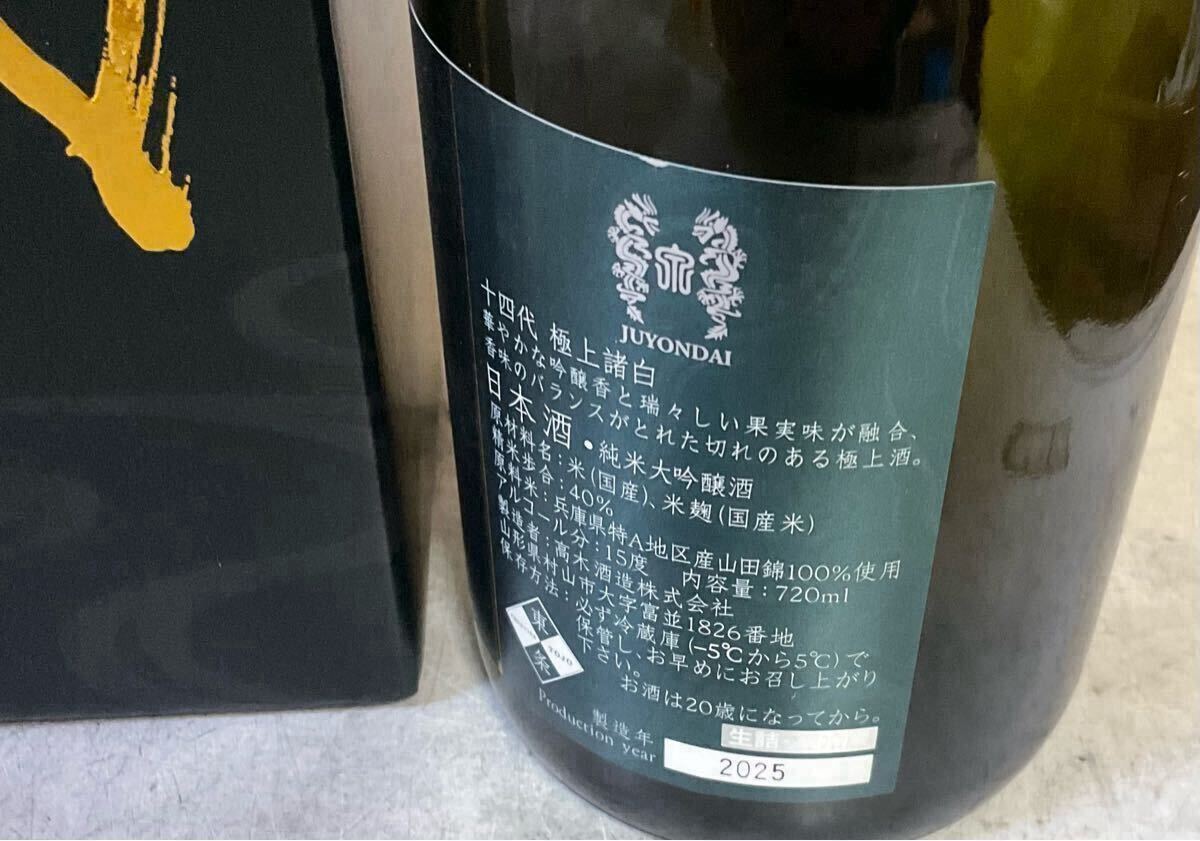 JUYONDAI
十四代 極上諸白
華やかな吟醸香と瑞々しい果実味が融合、
香味のバランスがとれた切れのある極上酒。
日本酒・純米大吟醸酒
原材料名:米(国産)、米麹(国産米)
精米歩合:40%
原料米:兵庫県特A地区産山田錦100%使用
アルコール分:15度 内容量:720ml
製造者:高木酒造株式会社
山形県村山市大字富並1826番地
保存方法:必ず冷蔵庫(−5℃から5℃)で
保管し、お早めにお召し上がり
下さい。
お酒は20歳になってから。
東条
TOJO
生詰
製造年
Production year
2025